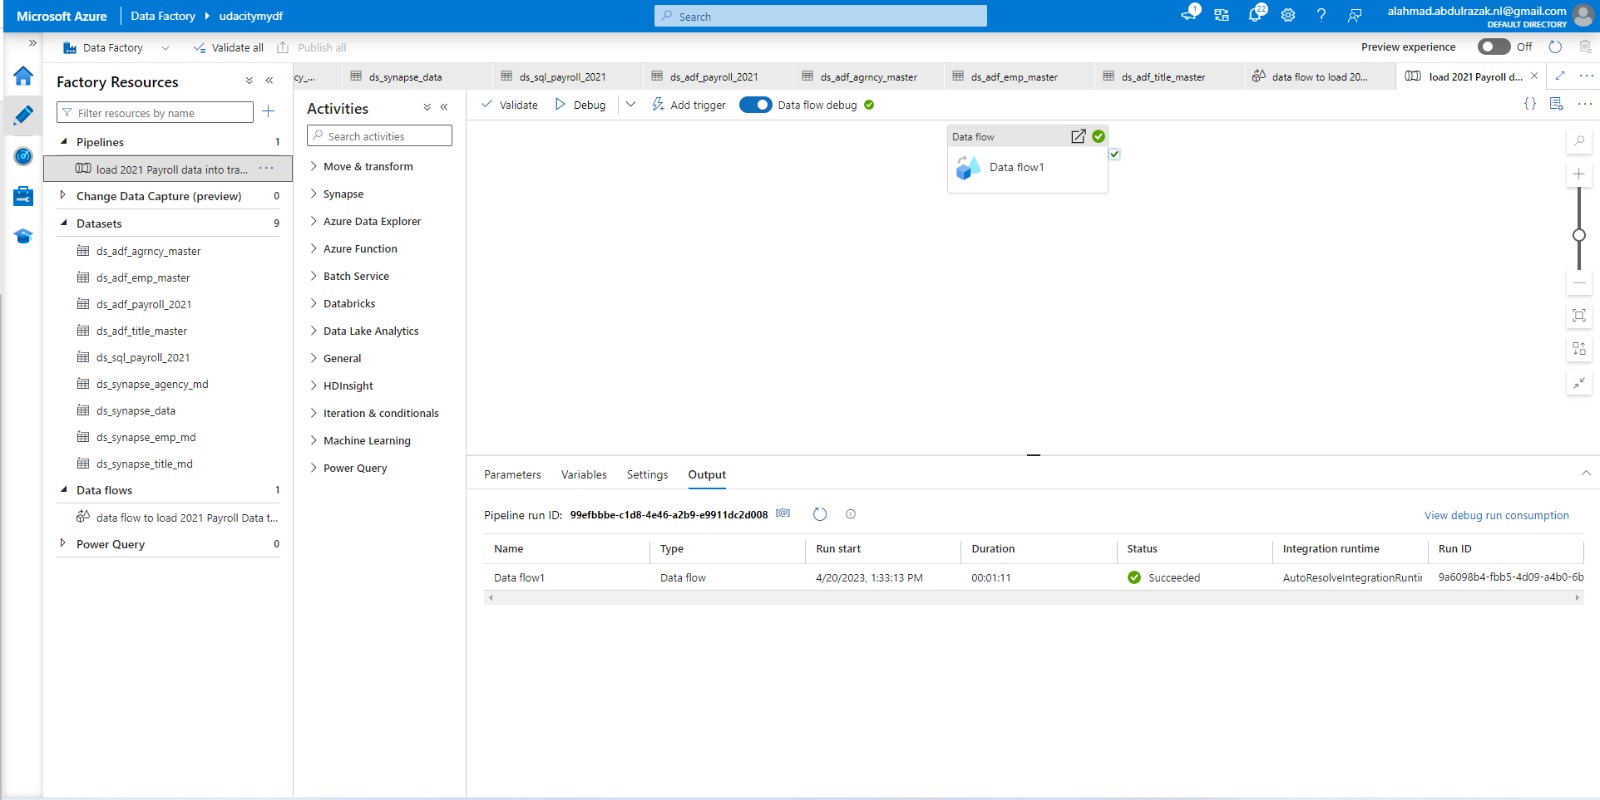 Microsoft Azure Data Factory udacitymydf Search 1 22 alahmad.abdulrazak.nl@gmail.com
DEFAULT DIRECTORY
Data Factory Validate all Publish all Preview experience Off
Factory Resources
Filter resources by name
Pipelines 1
load 2021 Payroll data into tra...
Change Data Capture (preview) 0
Datasets 9
ds_adf_agrncy_master
ds_adf_emp_master
ds_adf_payroll_2021
ds_adf_title_master
ds_sql_payroll_2021
ds_synapse_agency_md
ds_synapse_data
ds_synapse_emp_md
ds_synapse_title_md
Data flows 1
data flow to load 2021 Payroll Data t...
Power Query 0
cy_... ds_synapse_data ds_sql_payroll_2021 ds_adf_payroll_2021 ds_adf_agrncy_master ds_adf_emp_master ds_adf_title_master data flow to load 20... load 2021 Payroll d...
Activities
Search activities
Move & transform
Synapse
Azure Data Explorer
Azure Function
Batch Service
Databricks
Data Lake Analytics
General
HDInsight
Iteration & conditionals
Machine Learning
Power Query
Validate Debug Add trigger Data flow debug
Data flow
Data flow1
Parameters Variables Settings Output
Pipeline run ID: 99efbbbe-c1d8-4e46-a2b9-e9911dc2d008 View debug run consumption
Name Type Run start Duration Status Integration runtime Run ID
Data flow1 Data flow 4/20/2023, 1:33:13 PM 00:01:11 Succeeded AutoResolveIntegrationRuntir 9a6098b4-fbb5-4d09-a4b0-6b